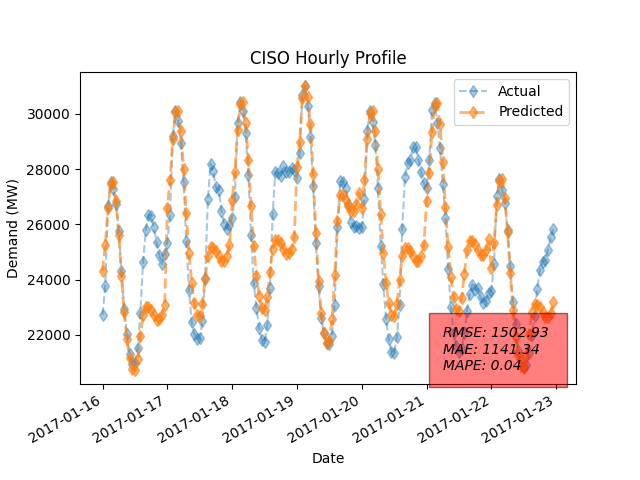 CISO Hourly Profile
Actual
Predicted
Demand (MW)
30000
28000
26000
24000
22000
RMSE: 1502.93
MAE: 1141.34
MAPE: 0.04
2017-01-16
2017-01-17
2017-01-18
2017-01-19
2017-01-20
2017-01-21
2017-01-22
2017-01-23
Date